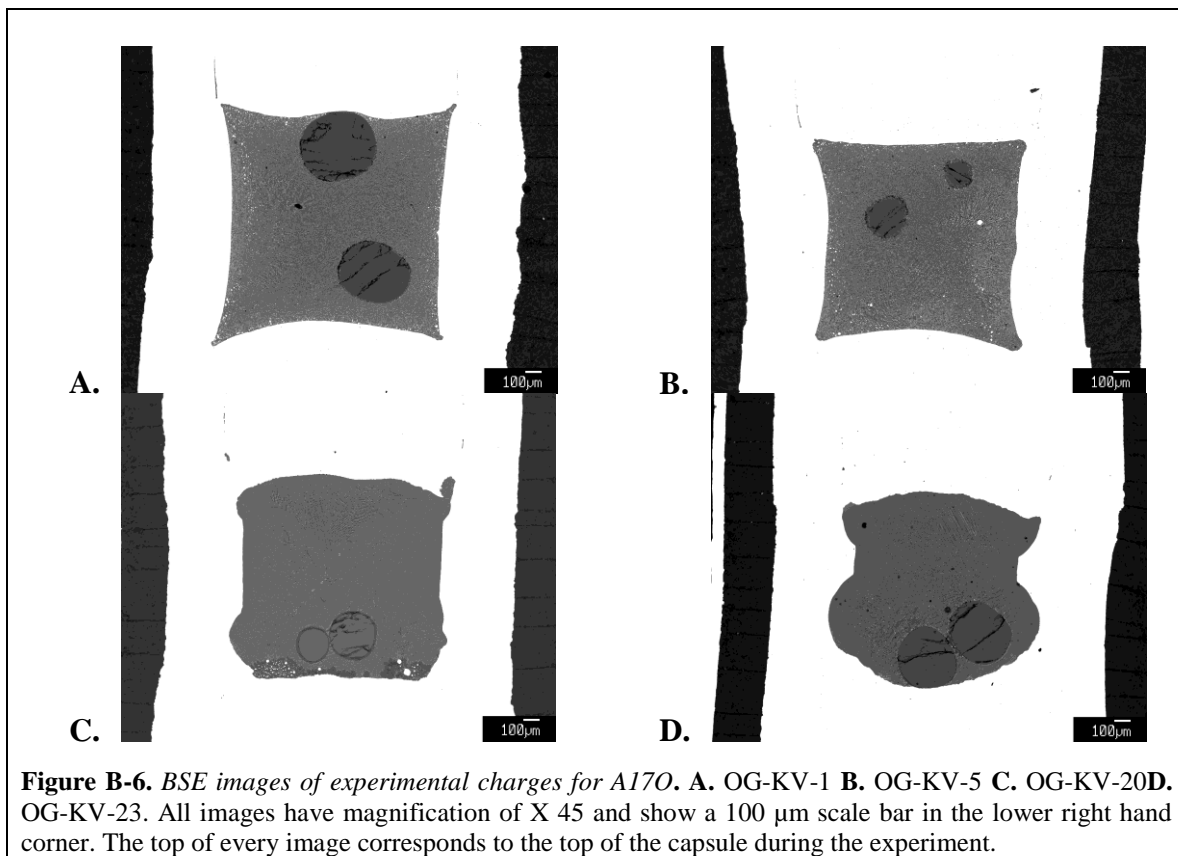 A.
100µm
B.
100µm
C.
100µm
D.
100µm
Figure B-6. BSE images of experimental charges for A17O. A. OG-KV-1 B. OG-KV-5 C. OG-KV-20D.
OG-KV-23. All images have magnification of X 45 and show a 100 µm scale bar in the lower right hand
corner. The top of every image corresponds to the top of the capsule during the experiment.